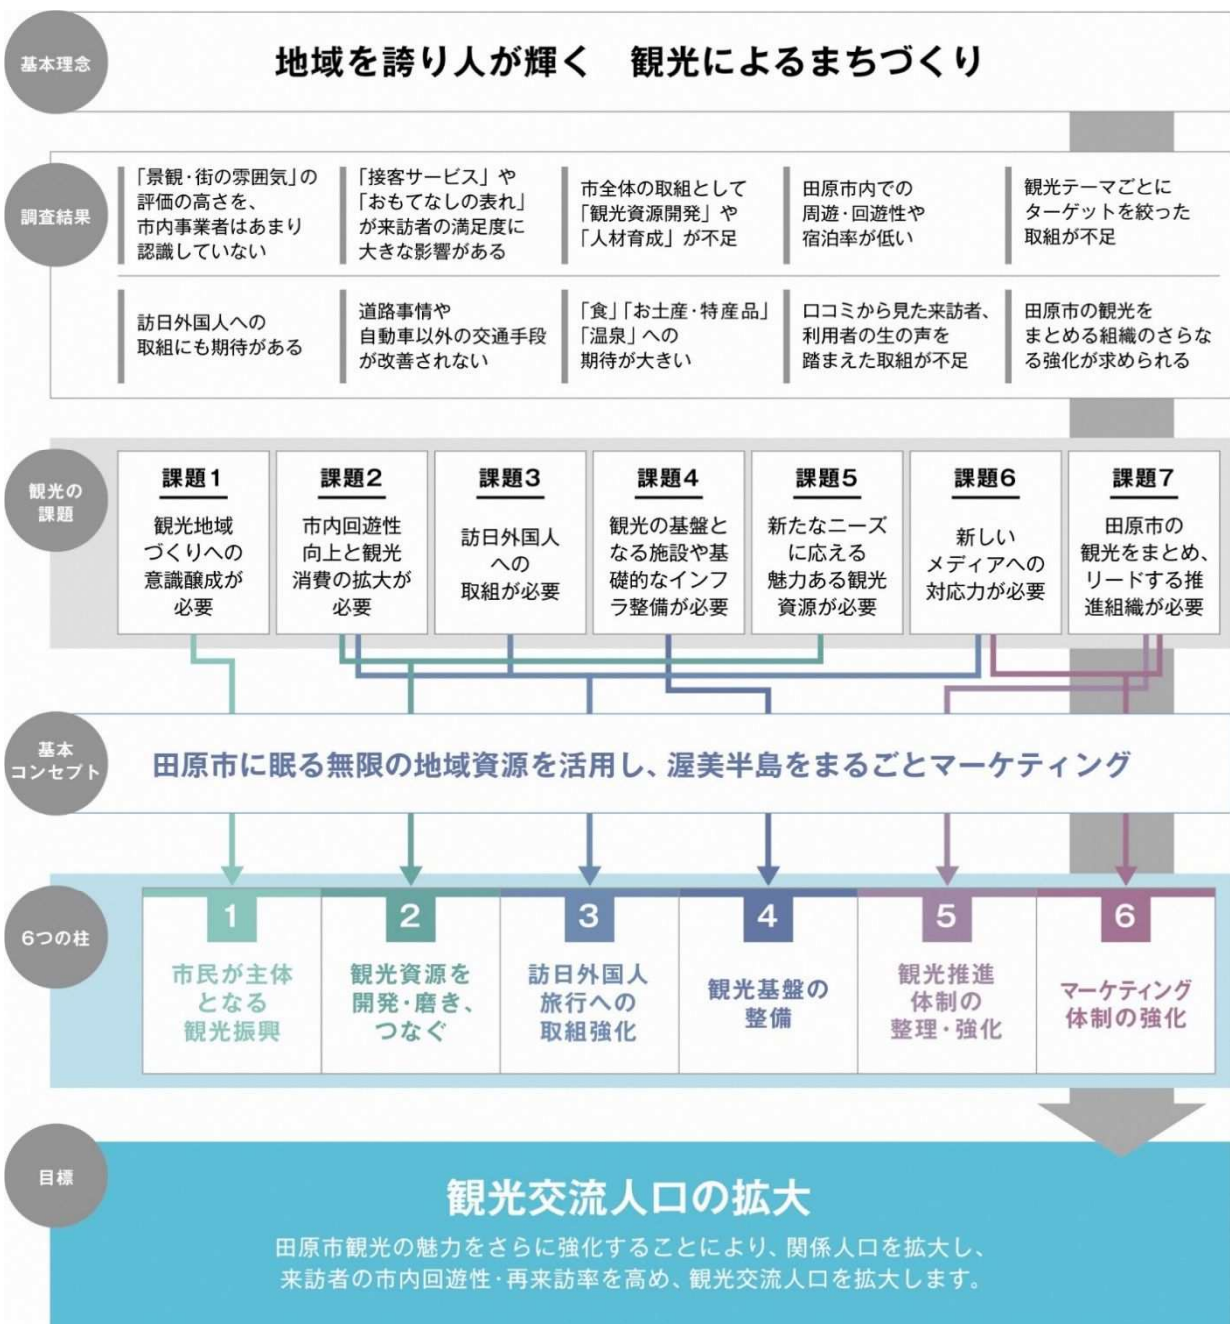 基本理念
地域を誇り人が輝く　観光によるまちづくり
調査結果
「景観・街の雰囲気」の
評価の高さを、
市内事業者はあまり
認識していない
「接客サービス」や
「おもてなしの表れ」
が来訪者の満足度に
大きな影響がある
市全体の取組として
「観光資源開発」や
「人材育成」が不足
田原市内での
周遊・回遊性や
宿泊率が低い
観光テーマごとに
ターゲットを絞った
取組が不足
訪日外国人への
取組にも期待がある
道路事情や
自動車以外の交通手段
が改善されない
「食」「お土産・特産品」
「温泉」への
期待が大きい
口コミから見た来訪者、
利用者の生の声を
踏まえた取組が不足
田原市の観光を
まとめる組織のさらな
る強化が求められる
観光の
課題
課題1
観光地域
づくりへの
意識醸成が
必要
課題2
市内回遊性
向上と観光
消費の拡大が
必要
課題3
訪日外国人
への
取組が必要
課題4
観光の基盤と
なる施設や基
礎的なインフ
ラ整備が必要
課題5
新たなニーズ
に応える
魅力ある観光
資源が必要
課題6
新しい
メディアへの
対応力が必要
課題7
田原市の
観光をまとめ、
リードする推
進組織が必要
基本
コンセプト
田原市に眠る無限の地域資源を活用し、渥美半島をまるごとマーケティング
6つの柱
1
市民が主体
となる
観光振興
2
観光資源を
開発・磨き、
つなぐ
3
訪日外国人
旅行への
取組強化
4
観光基盤の
整備
5
観光推進
体制の
整理・強化
6
マーケティング
体制の強化
目標
観光交流人口の拡大
田原市観光の魅力をさらに強化することにより、関係人口を拡大し、
来訪者の市内回遊性・再来訪率を高め、観光交流人口を拡大します。